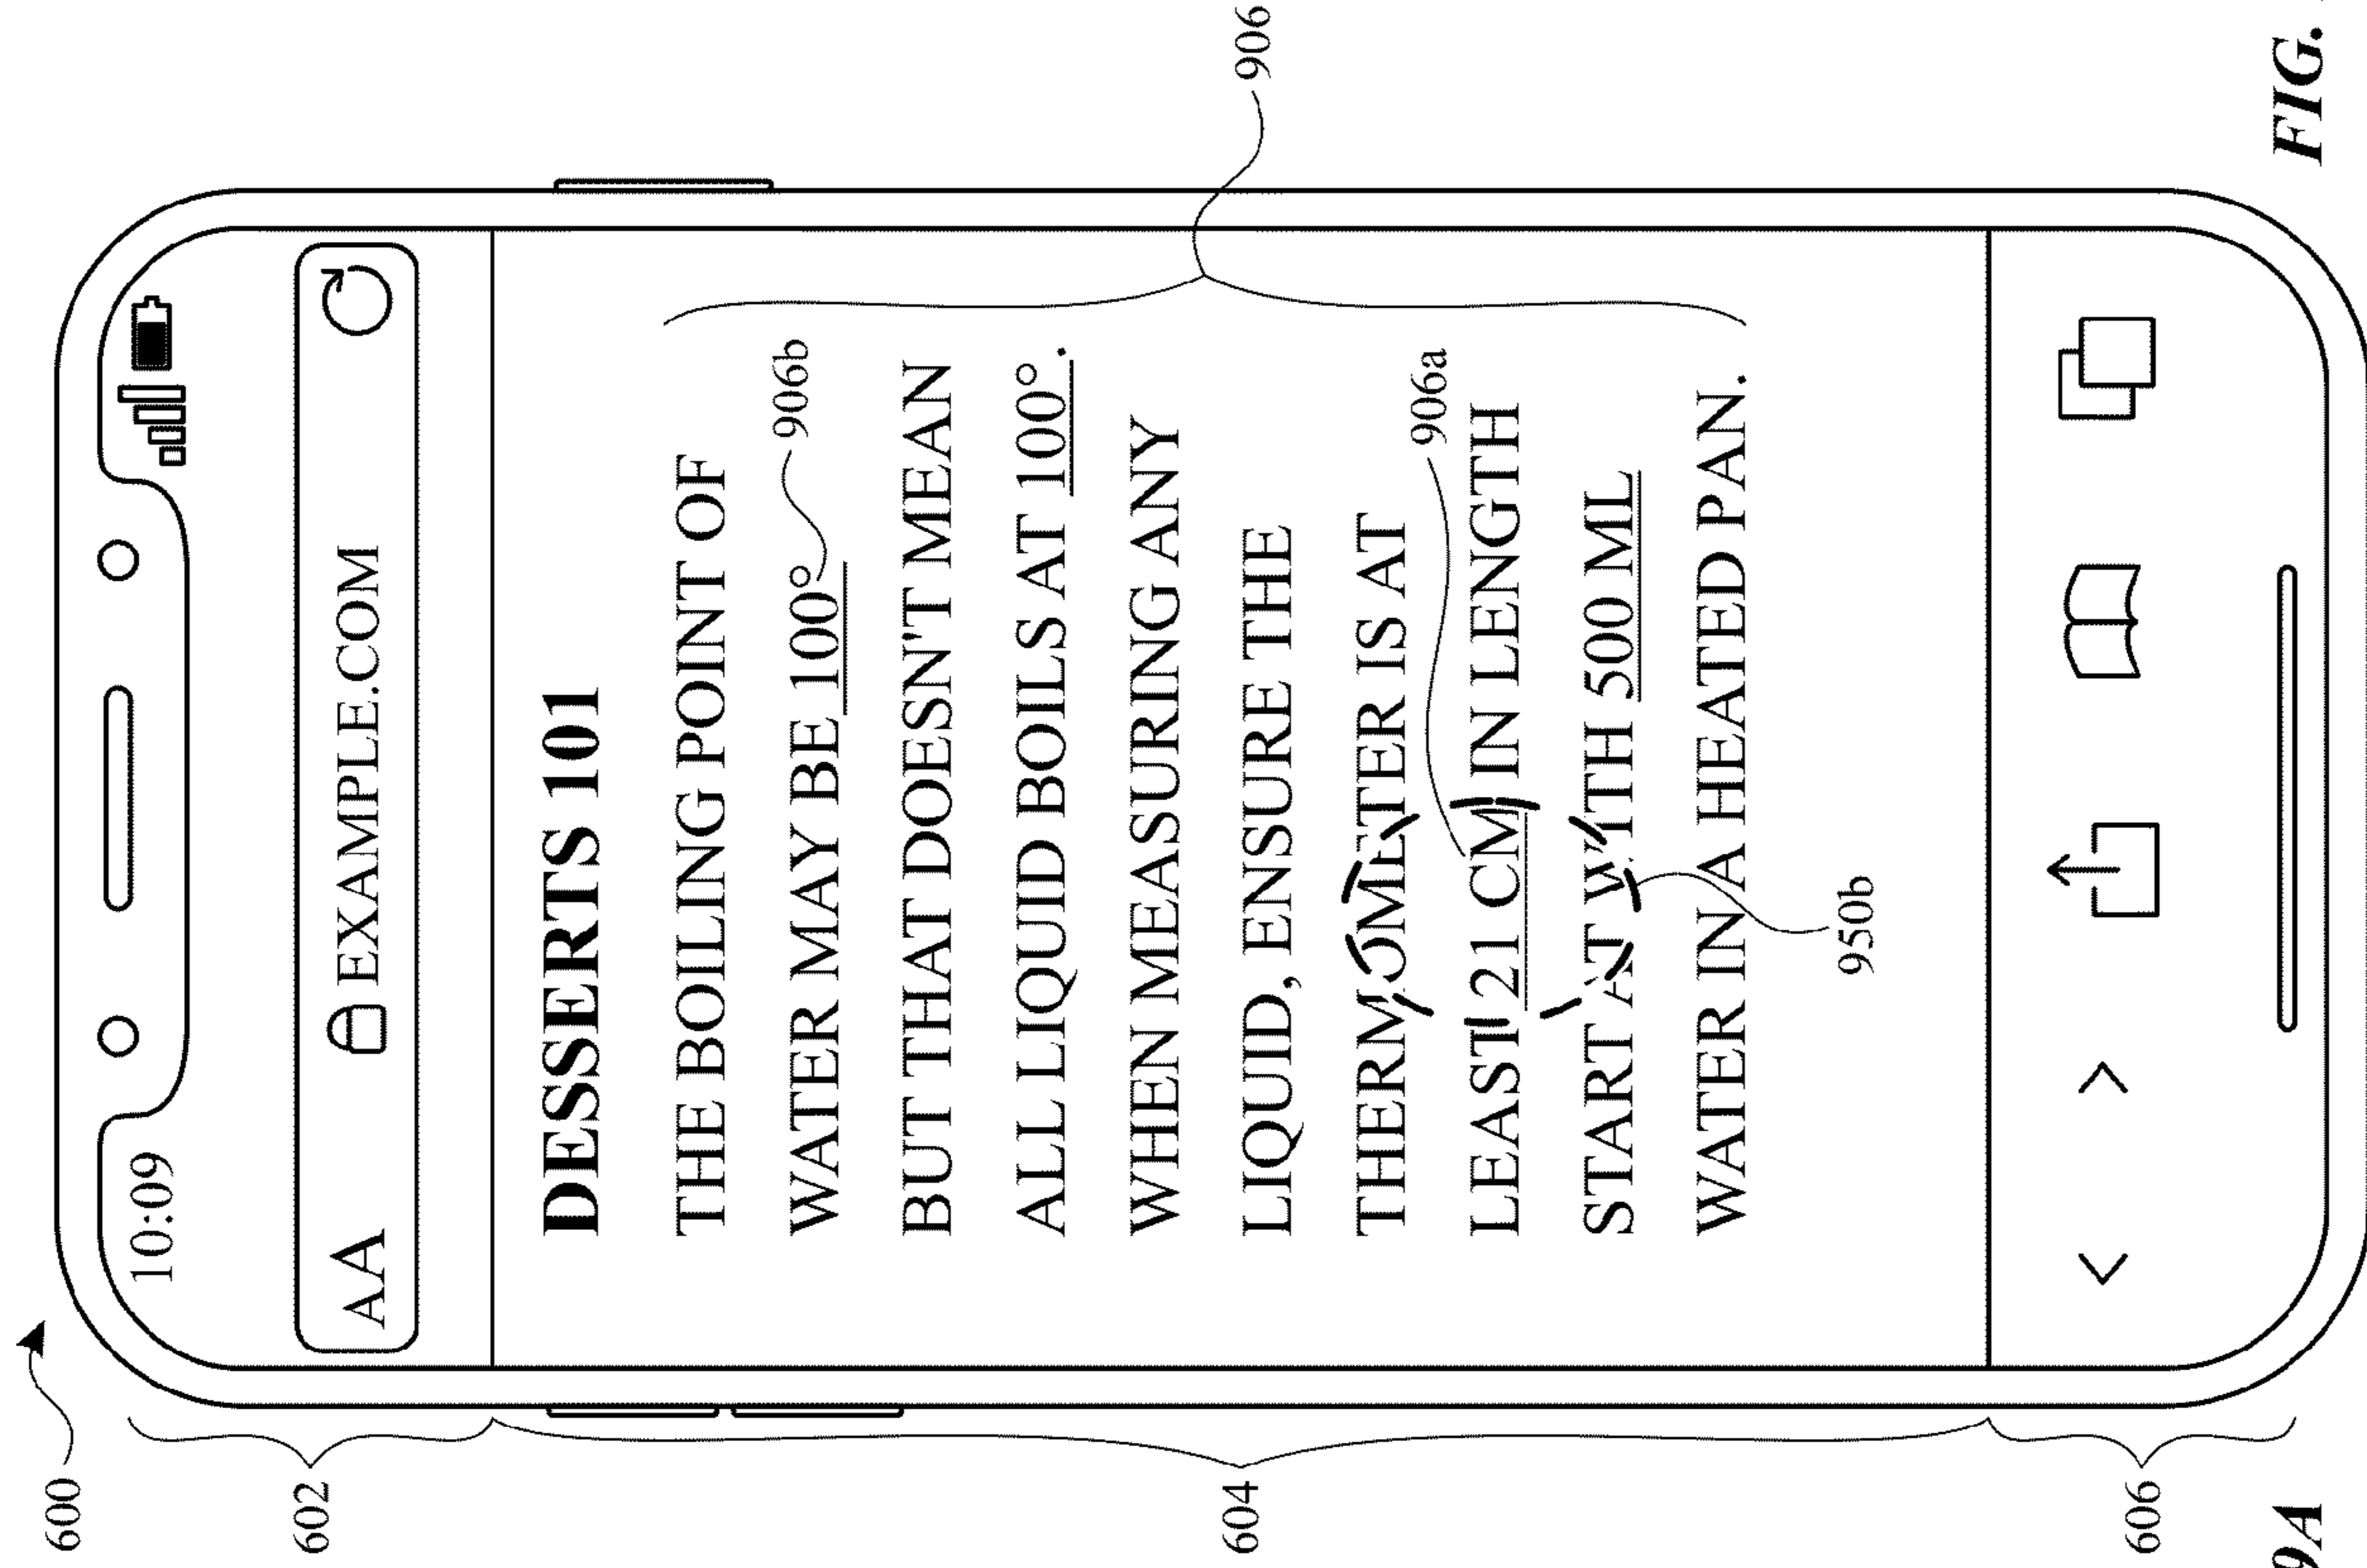 600
602
10:09
AA EXAMPLE.COM
DESSERTS 101
THE BOILING POINT OF
WATER MAY BE 100°
906b
BUT THAT DOESN'T MEAN
ALL LIQUID BOILS AT 100°.
906
604
WHEN MEASURING ANY
LIQUID, ENSURE THE
THERMOMETER IS AT
906a
LEAST 21 CM IN LENGTH
START AT WITH 500 ML
WATER IN A HEATED PAN.
950b
606
9A
FIG.